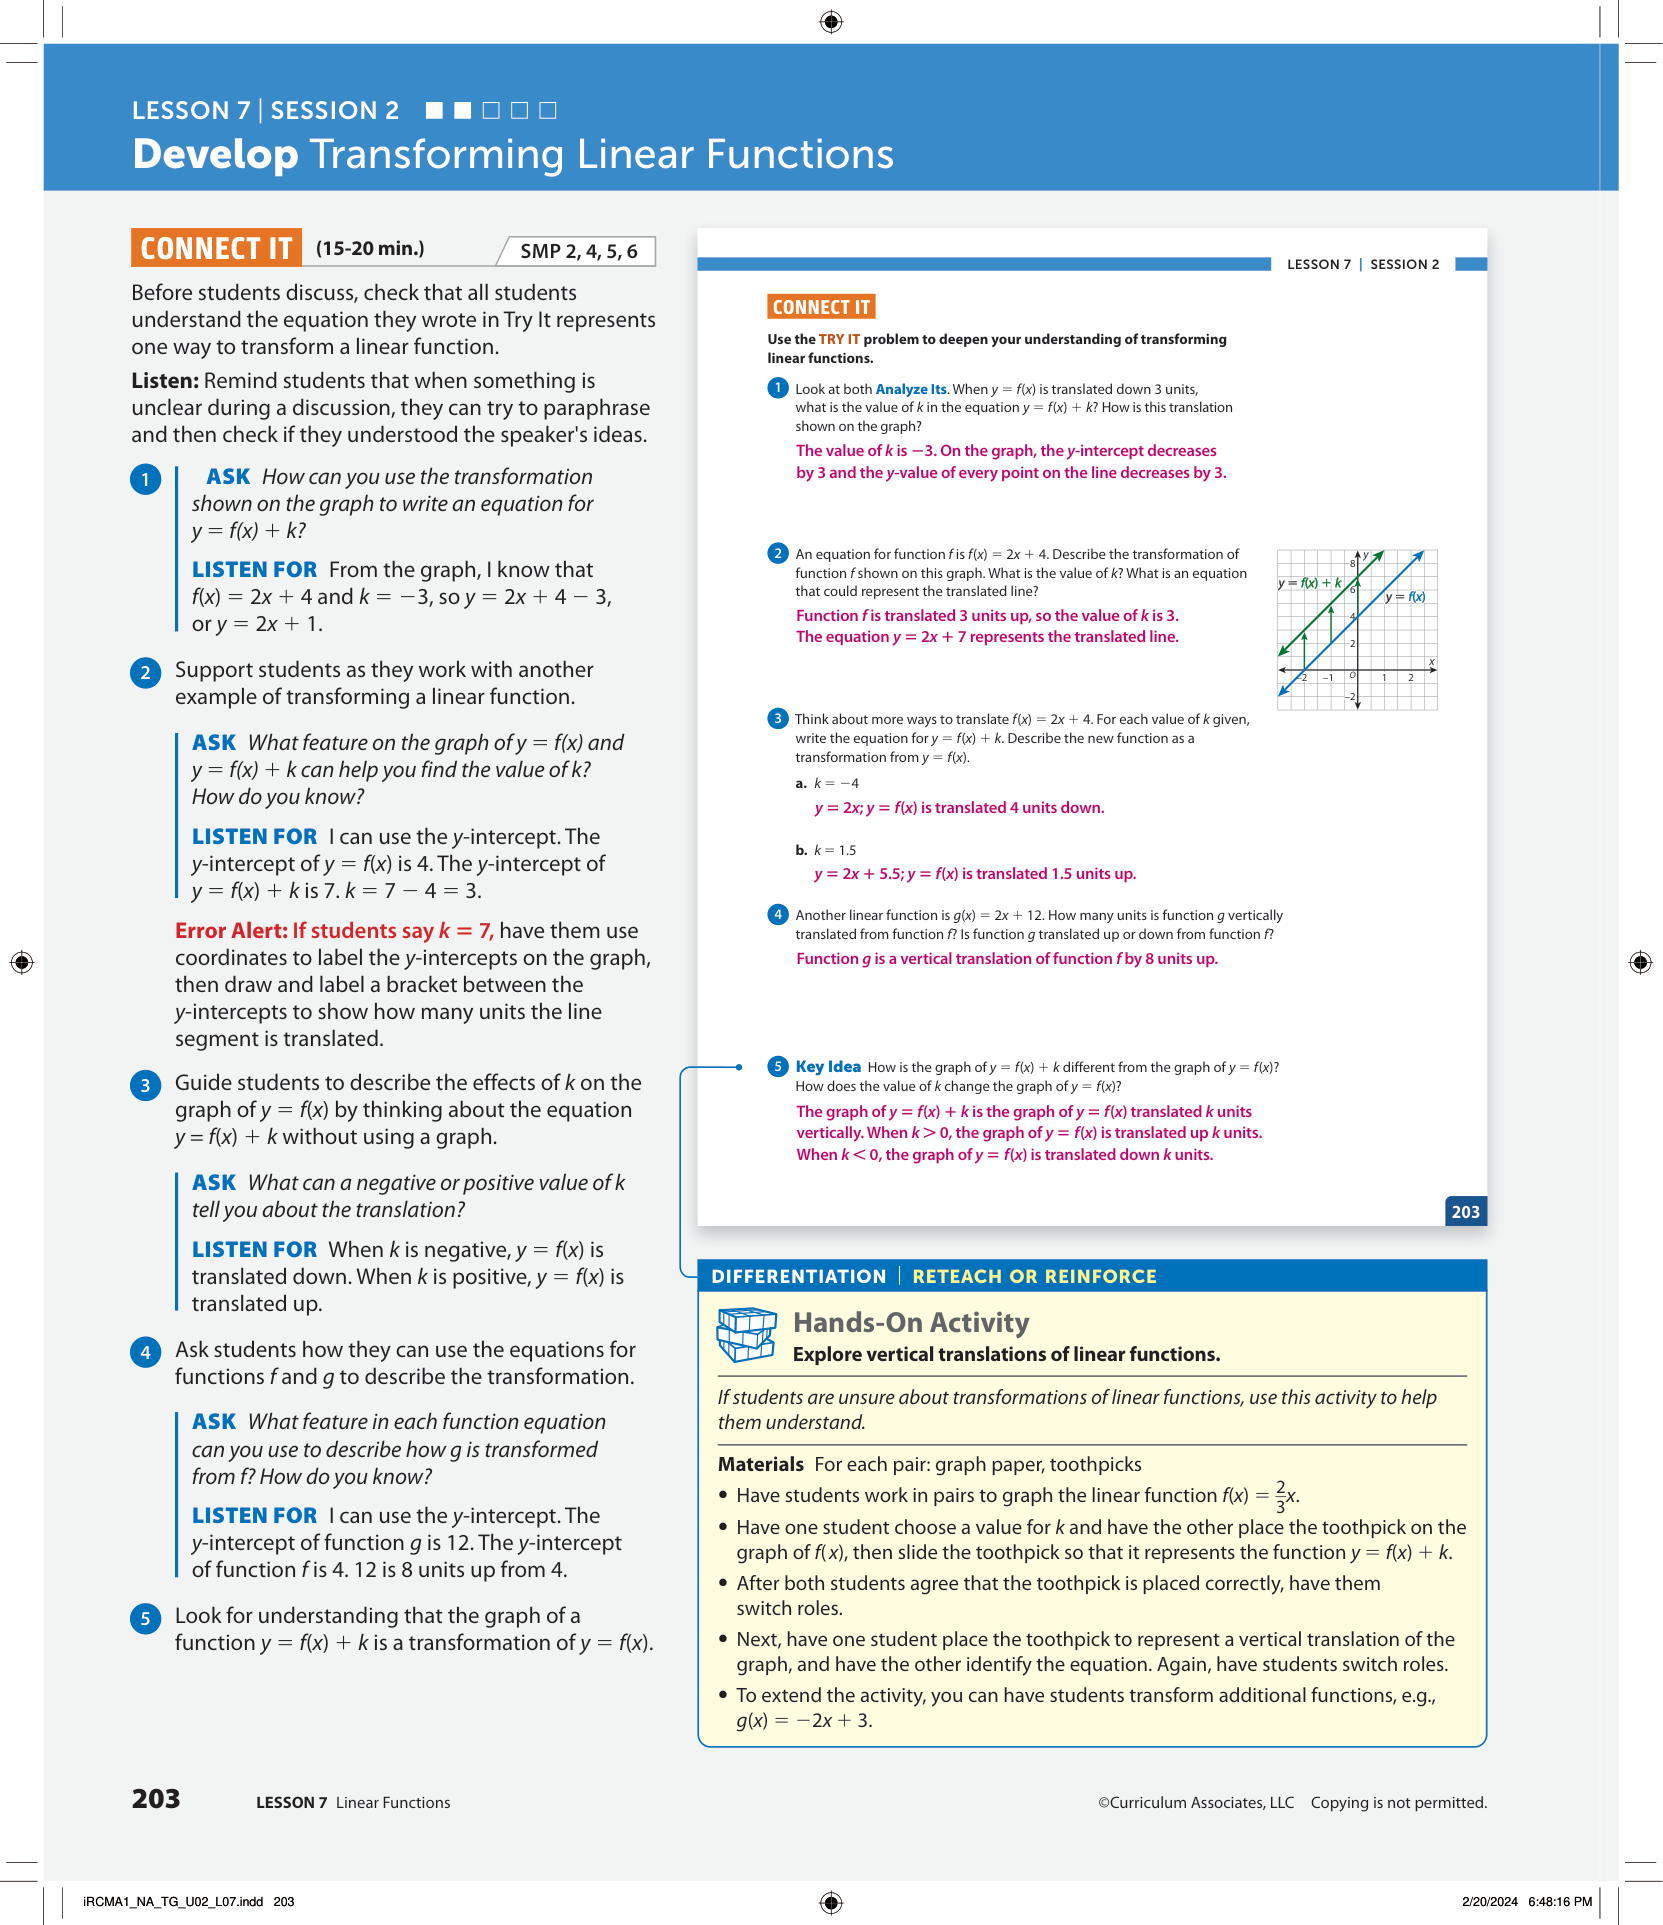 LESSON 7 | SESSION 2
Develop Transforming Linear Functions
CONNECT IT (15-20 min.) SMP 2, 4, 5, 6
Before students discuss, check that all students
understand the equation they wrote in Try It represents
one way to transform a linear function.
Listen: Remind students that when something is
unclear during a discussion, they can try to paraphrase
and then check if they understood the speaker's ideas.
1 ASK How can you use the transformation
shown on the graph to write an equation for
y = f(x) + k?
LISTEN FOR From the graph, I know that
f(x) = 2x + 4 and k = −3, so y = 2x + 4 − 3,
or y = 2x + 1.
2 Support students as they work with another
example of transforming a linear function.
ASK What feature on the graph of y = f(x) and
y = f(x) + k can help you find the value of k?
How do you know?
LISTEN FOR I can use the y-intercept. The
y-intercept of y = f(x) is 4. The y-intercept of
y = f(x) + k is 7. k = 7 − 4 = 3.
Error Alert: If students say k = 7, have them use
coordinates to label the y-intercepts on the graph,
then draw and label a bracket between the
y-intercepts to show how many units the line
segment is translated.
3 Guide students to describe the effects of k on the
graph of y = f(x) by thinking about the equation
y = f(x) + k without using a graph.
ASK What can a negative or positive value of k
tell you about the translation?
LISTEN FOR When k is negative, y = f(x) is
translated down. When k is positive, y = f(x) is
translated up.
4 Ask students how they can use the equations for
functions f and g to describe the transformation.
ASK What feature in each function equation
can you use to describe how g is transformed
from f? How do you know?
LISTEN FOR I can use the y-intercept. The
y-intercept of function g is 12. The y-intercept
of function f is 4. 12 is 8 units up from 4.
5 Look for understanding that the graph of a
function y = f(x) + k is a transformation of y = f(x).
LESSON 7 | SESSION 2
CONNECT IT
Use the TRY IT problem to deepen your understanding of transforming
linear functions.
1 Look at both Analyze Its. When y = f(x) is translated down 3 units,
what is the value of k in the equation y = f(x) + k? How is this translation
shown on the graph?
The value of k is −3. On the graph, the y-intercept decreases
by 3 and the y-value of every point on the line decreases by 3.
2 An equation for function f is f(x) = 2x + 4. Describe the transformation of
function f shown on this graph. What is the value of k? What is an equation
that could represent the translated line?
Function f is translated 3 units up, so the value of k is 3.
The equation y = 2x + 7 represents the translated line.
y
8
y = f(x) + k
6
y = f(x)
4
2
x
−2 −1 O 1 2
−2
3 Think about more ways to translate f(x) = 2x + 4. For each value of k given,
write the equation for y = f(x) + k. Describe the new function as a
transformation from y = f(x).
a. k = −4
y = 2x; y = f(x) is translated 4 units down.
b. k = 1.5
y = 2x + 5.5; y = f(x) is translated 1.5 units up.
4 Another linear function is g(x) = 2x + 12. How many units is function g vertically
translated from function f? Is function g translated up or down from function f?
Function g is a vertical translation of function f by 8 units up.
5 Key Idea How is the graph of y = f(x) + k different from the graph of y = f(x)?
How does the value of k change the graph of y = f(x)?
The graph of y = f(x) + k is the graph of y = f(x) translated k units
vertically. When k > 0, the graph of y = f(x) is translated up k units.
When k < 0, the graph of y = f(x) is translated down k units.
203
DIFFERENTIATION | RETEACH OR REINFORCE
Hands-On Activity
Explore vertical translations of linear functions.
If students are unsure about transformations of linear functions, use this activity to help
them understand.
Materials For each pair: graph paper, toothpicks
• Have students work in pairs to graph the linear function f(x) = 2/3x.
• Have one student choose a value for k and have the other place the toothpick on the
graph of f(x), then slide the toothpick so that it represents the function y = f(x) + k.
• After both students agree that the toothpick is placed correctly, have them
switch roles.
• Next, have one student place the toothpick to represent a vertical translation of the
graph, and have the other identify the equation. Again, have students switch roles.
• To extend the activity, you can have students transform additional functions, e.g.,
g(x) = −2x + 3.
203 LESSON 7 Linear Functions ©Curriculum Associates, LLC Copying is not permitted.
iRCMA1_NA_TG_U02_L07.indd 203 2/20/2024 6:48:16 PM